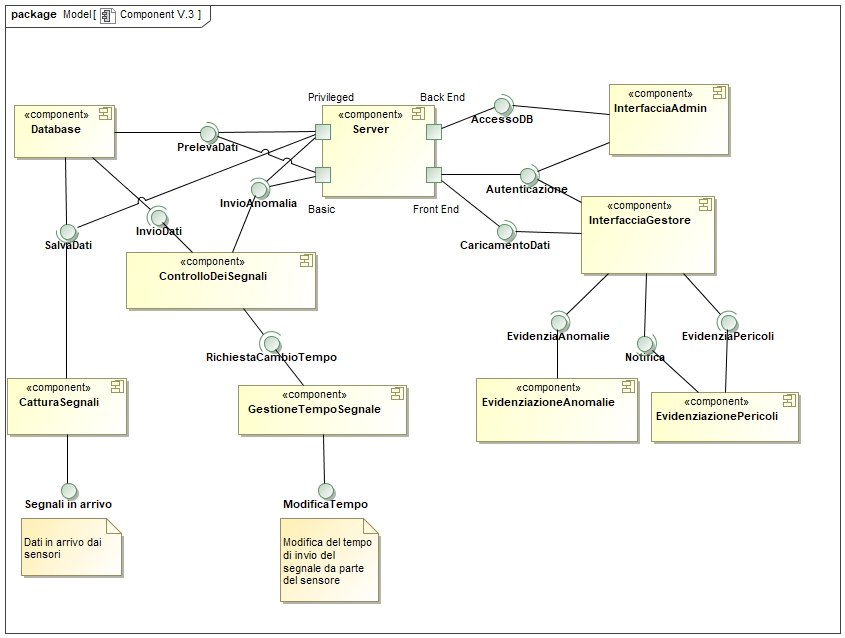 package Model[ Component V.3 ]
Privileged
Back End
«component»
Database
«component»
Server
«component»
InterfacciaAdmin
PrelevaDati
AccessoDB
InvioAnomalia
Basic
Front End
Autenticazione
«component»
InterfacciaGestore
SalvaDati
InvioDati
CaricamentoDati
«component»
ControlloDeiSegnali
RichiestaCambioTempo
EvidenziaAnomalie
Notifica
EvidenziaPericoli
«component»
CatturaSegnali
«component»
GestioneTempoSegnale
«component»
EvidenziazioneAnomalie
«component»
EvidenziazionePericoli
Segnali in arrivo
ModificaTempo
Dati in arrivo dai
sensori
Modifica del tempo
di invio del
segnale da parte
del sensore